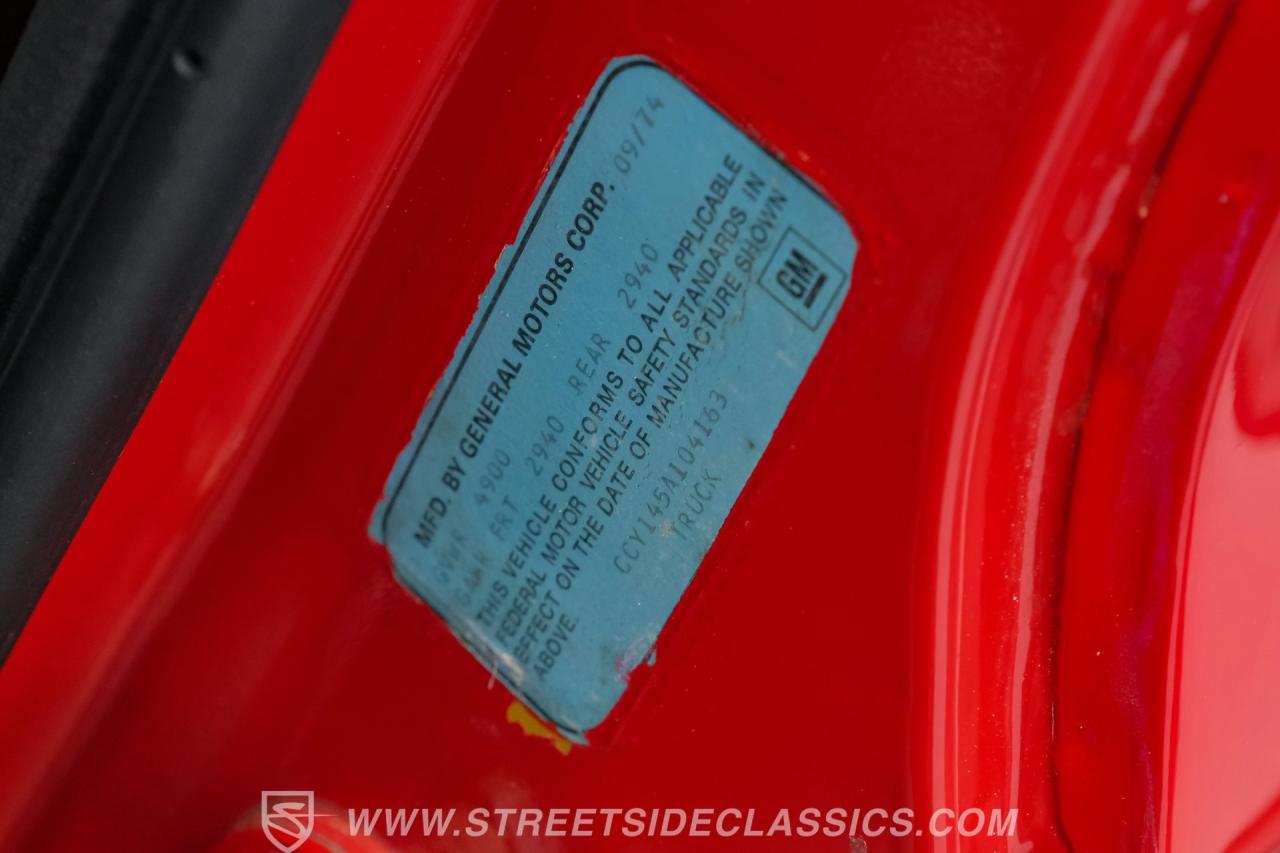 MFD. BY GENERAL MOTORS CORP. 09/74
GVWR 4900
GAWR FRT 2940 REAR 2940
THIS VEHICLE CONFORMS TO ALL APPLICABLE
FEDERAL MOTOR VEHICLE SAFETY STANDARDS IN
EFFECT ON THE DATE OF MANUFACTURE SHOWN
ABOVE.
GM
CCY145A104163
TRUCK
WWW.STREETSIDECLASSICS.COM